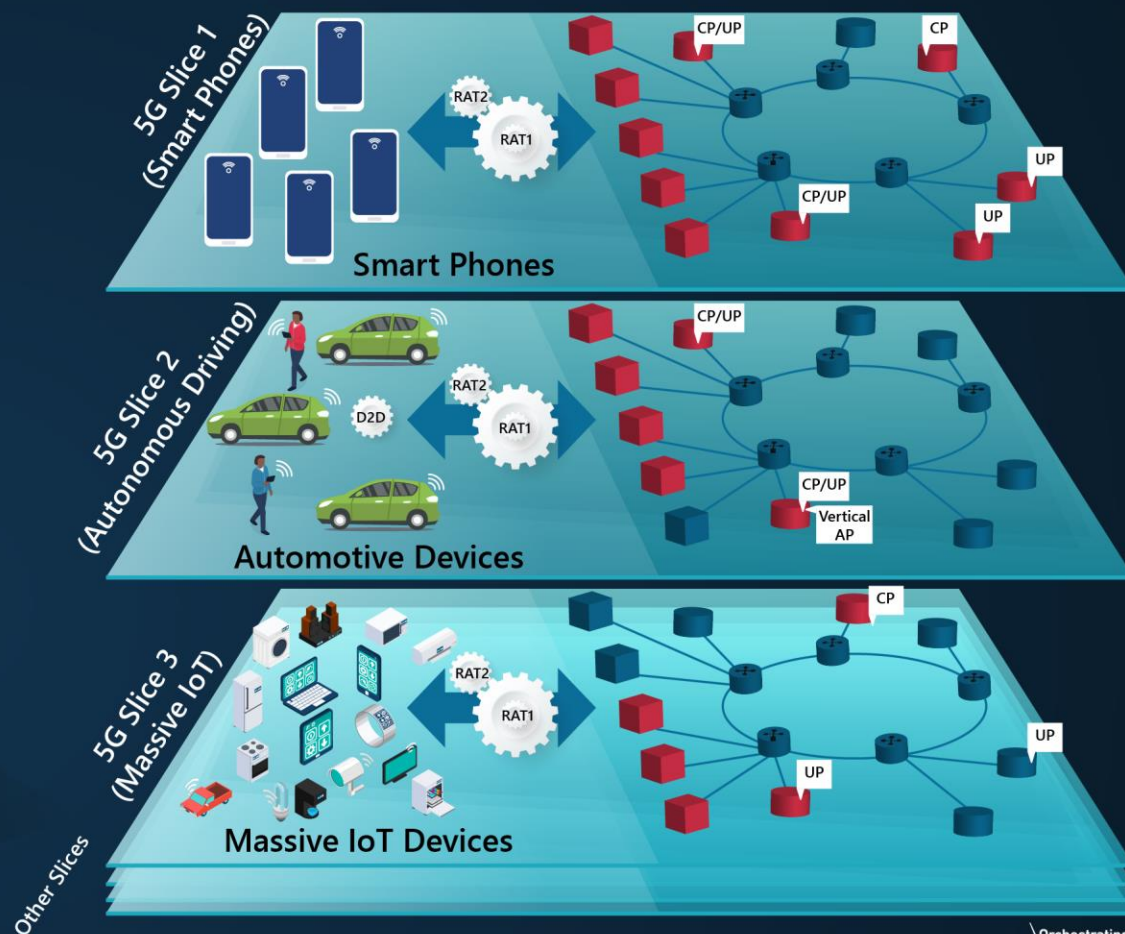 5G Slice 1
(Smart Phones)
RAT2
RAT1
CP/UP
CP
UP
CP/UP
UP
Smart Phones
5G Slice 2
(Autonomous Driving)
D2D
RAT2
RAT1
CP/UP
CP/UP
Vertical
AP
Automotive Devices
5G Slice 3
(Massive IoT)
RAT2
RAT1
CP
UP
UP
Massive IoT Devices
Other Slices
Orchestrating